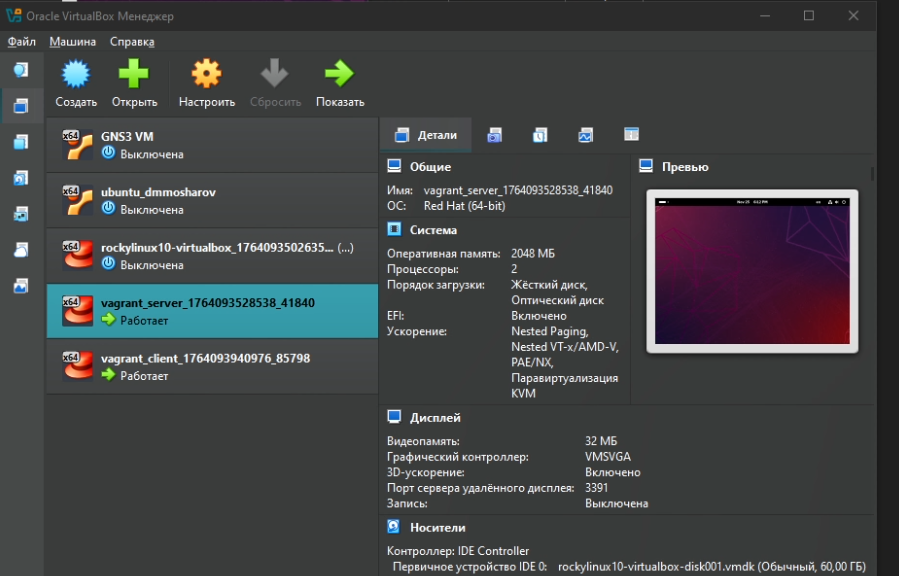 Oracle VirtualBox Менеджер
Файл Машина Справка
Создать Открыть Настроить Сбросить Показать
x64 GNS3 VM
Выключена
x64 ubuntu_dmmosharov
Выключена
x64 rockylinux10-virtualbox_1764093502635... (...)
Выключена
x64 vagrant_server_1764093528538_41840
Работает
x64 vagrant_client_1764093940976_85798
Работает
Детали
Общие
Имя: vagrant_server_1764093528538_41840
ОС: Red Hat (64-bit)
Система
Оперативная память: 2048 МБ
Процессоры: 2
Порядок загрузки: Жёсткий диск,
Оптический диск
EFI: Включено
Ускорение: Nested Paging,
Nested VT-x/AMD-V,
PAE/NX,
Паравиртуализация
KVM
Превью
Дисплей
Видеопамять: 32 МБ
Графический контроллер: VMSVGA
3D-ускорение: Включено
Порт сервера удалённого дисплея: 3391
Запись: Выключена
Носители
Контроллер: IDE Controller
Первичное устройство IDE 0: rockylinux10-virtualbox-disk001.vmdk (Обычный, 60,00 ГБ)